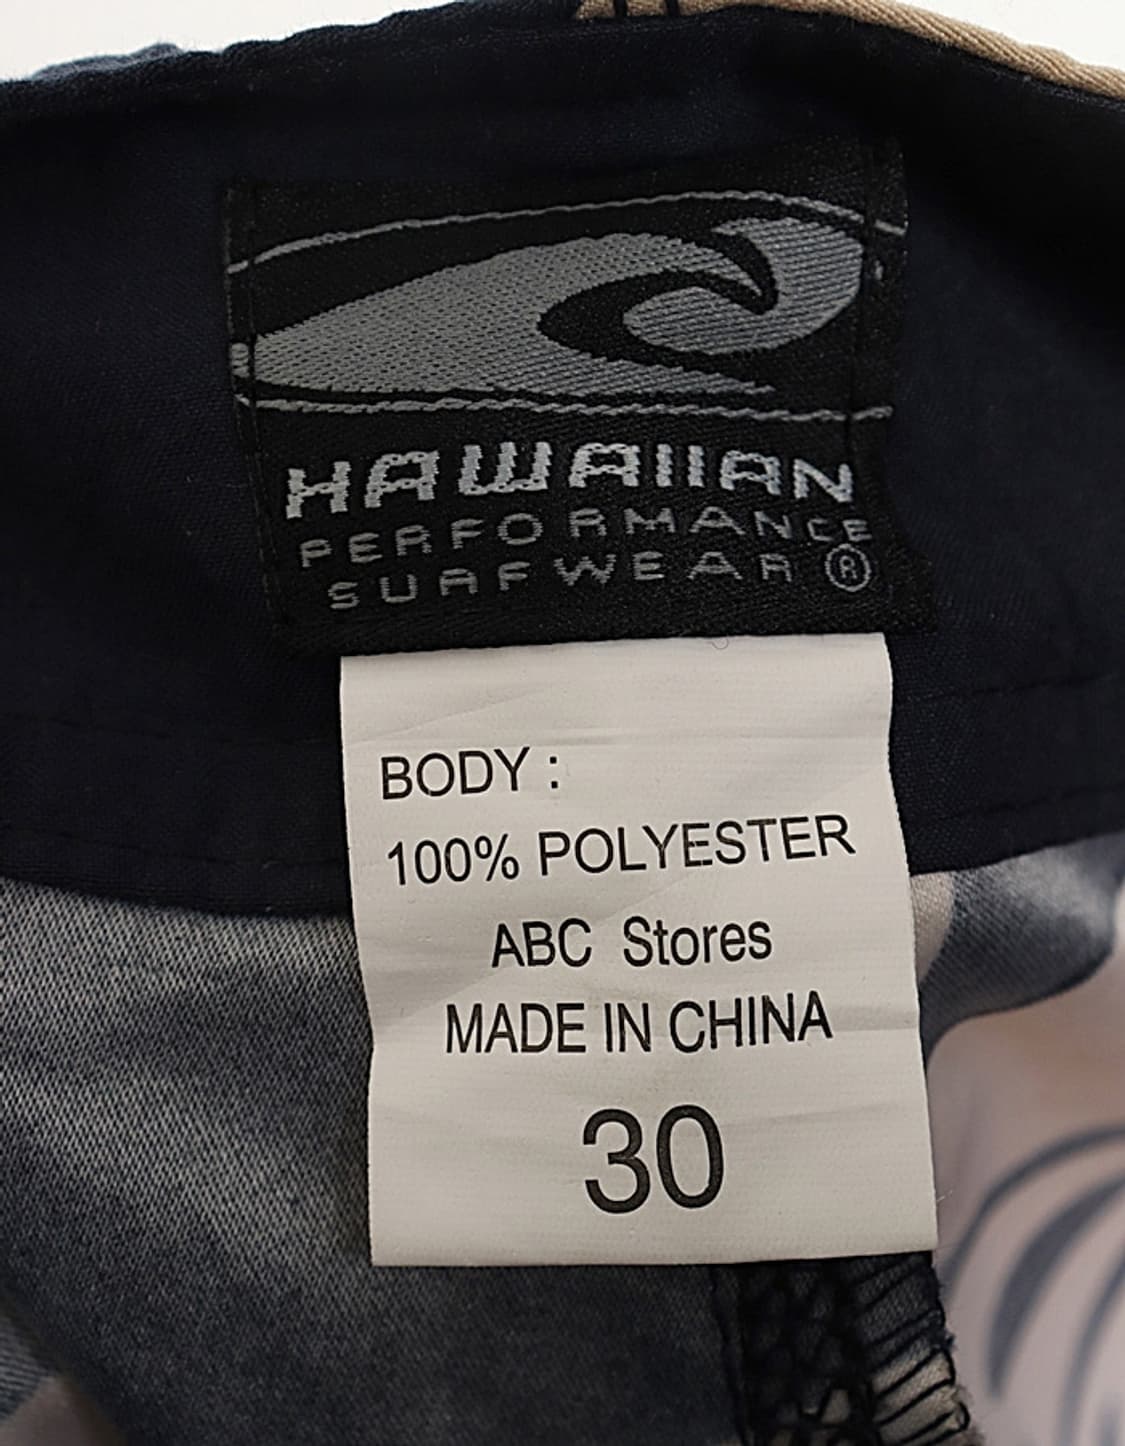 HAWAIIAN
PERFORMANCE
SURFWEAR ®
BODY :
100% POLYESTER
ABC Stores
MADE IN CHINA
30